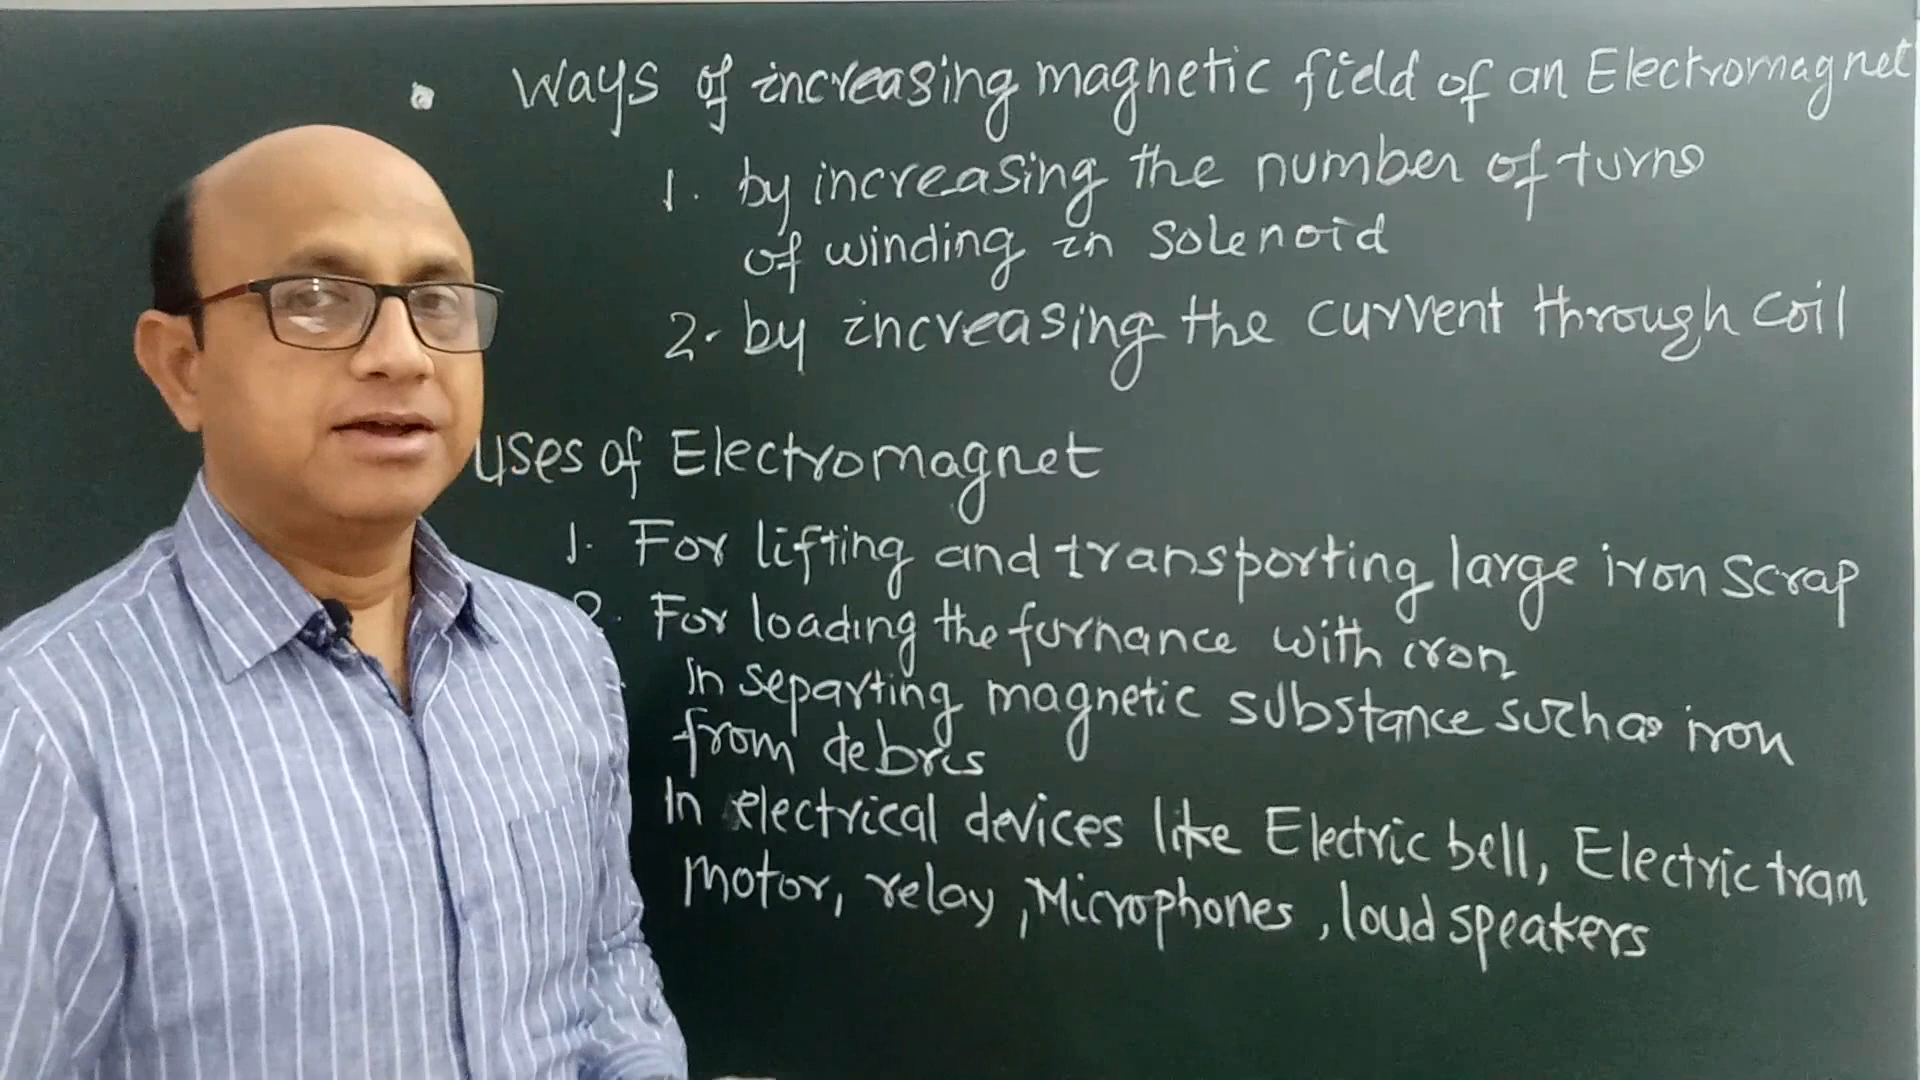 • Ways of increasing magnetic field of an Electromagnet
1. by increasing the number of turns
of winding in solenoid
2. by increasing the current through coil
Uses of Electromagnet
1. For lifting and transporting large iron scrap
2. For loading the furnance with iron
In separting magnetic substance such as iron
from debris
In electrical devices like Electric bell, Electric tram
motor, relay, Microphones, loud speakers